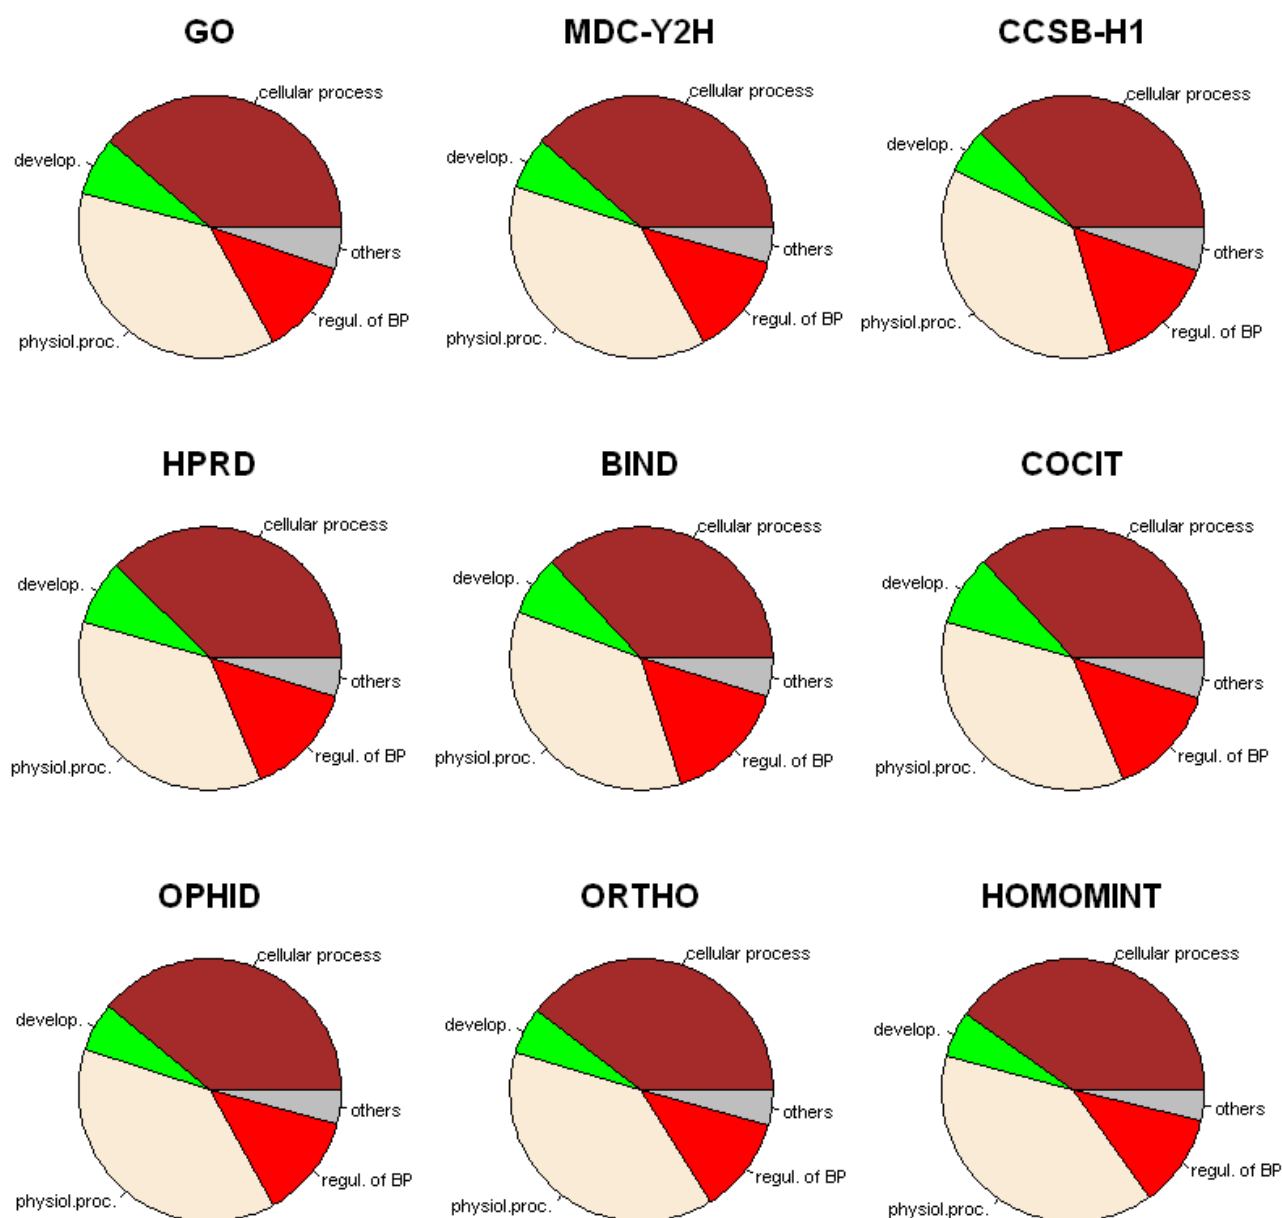 GO
cellular process
develop.
others
regul. of BP
physiol.proc.
MDC-Y2H
cellular process
develop.
others
regul. of BP
physiol.proc.
CCSB-H1
cellular process
develop.
others
regul. of BP
physiol.proc.
HPRD
cellular process
develop.
others
regul. of BP
physiol.proc.
BIND
cellular process
develop.
others
regul. of BP
physiol.proc.
COCIT
cellular process
develop.
others
regul. of BP
physiol.proc.
OPHID
cellular process
develop.
others
regul. of BP
physiol.proc.
ORTHO
cellular process
develop.
others
regul. of BP
physiol.proc.
HOMOMINT
cellular process
develop.
others
regul. of BP
physiol.proc.